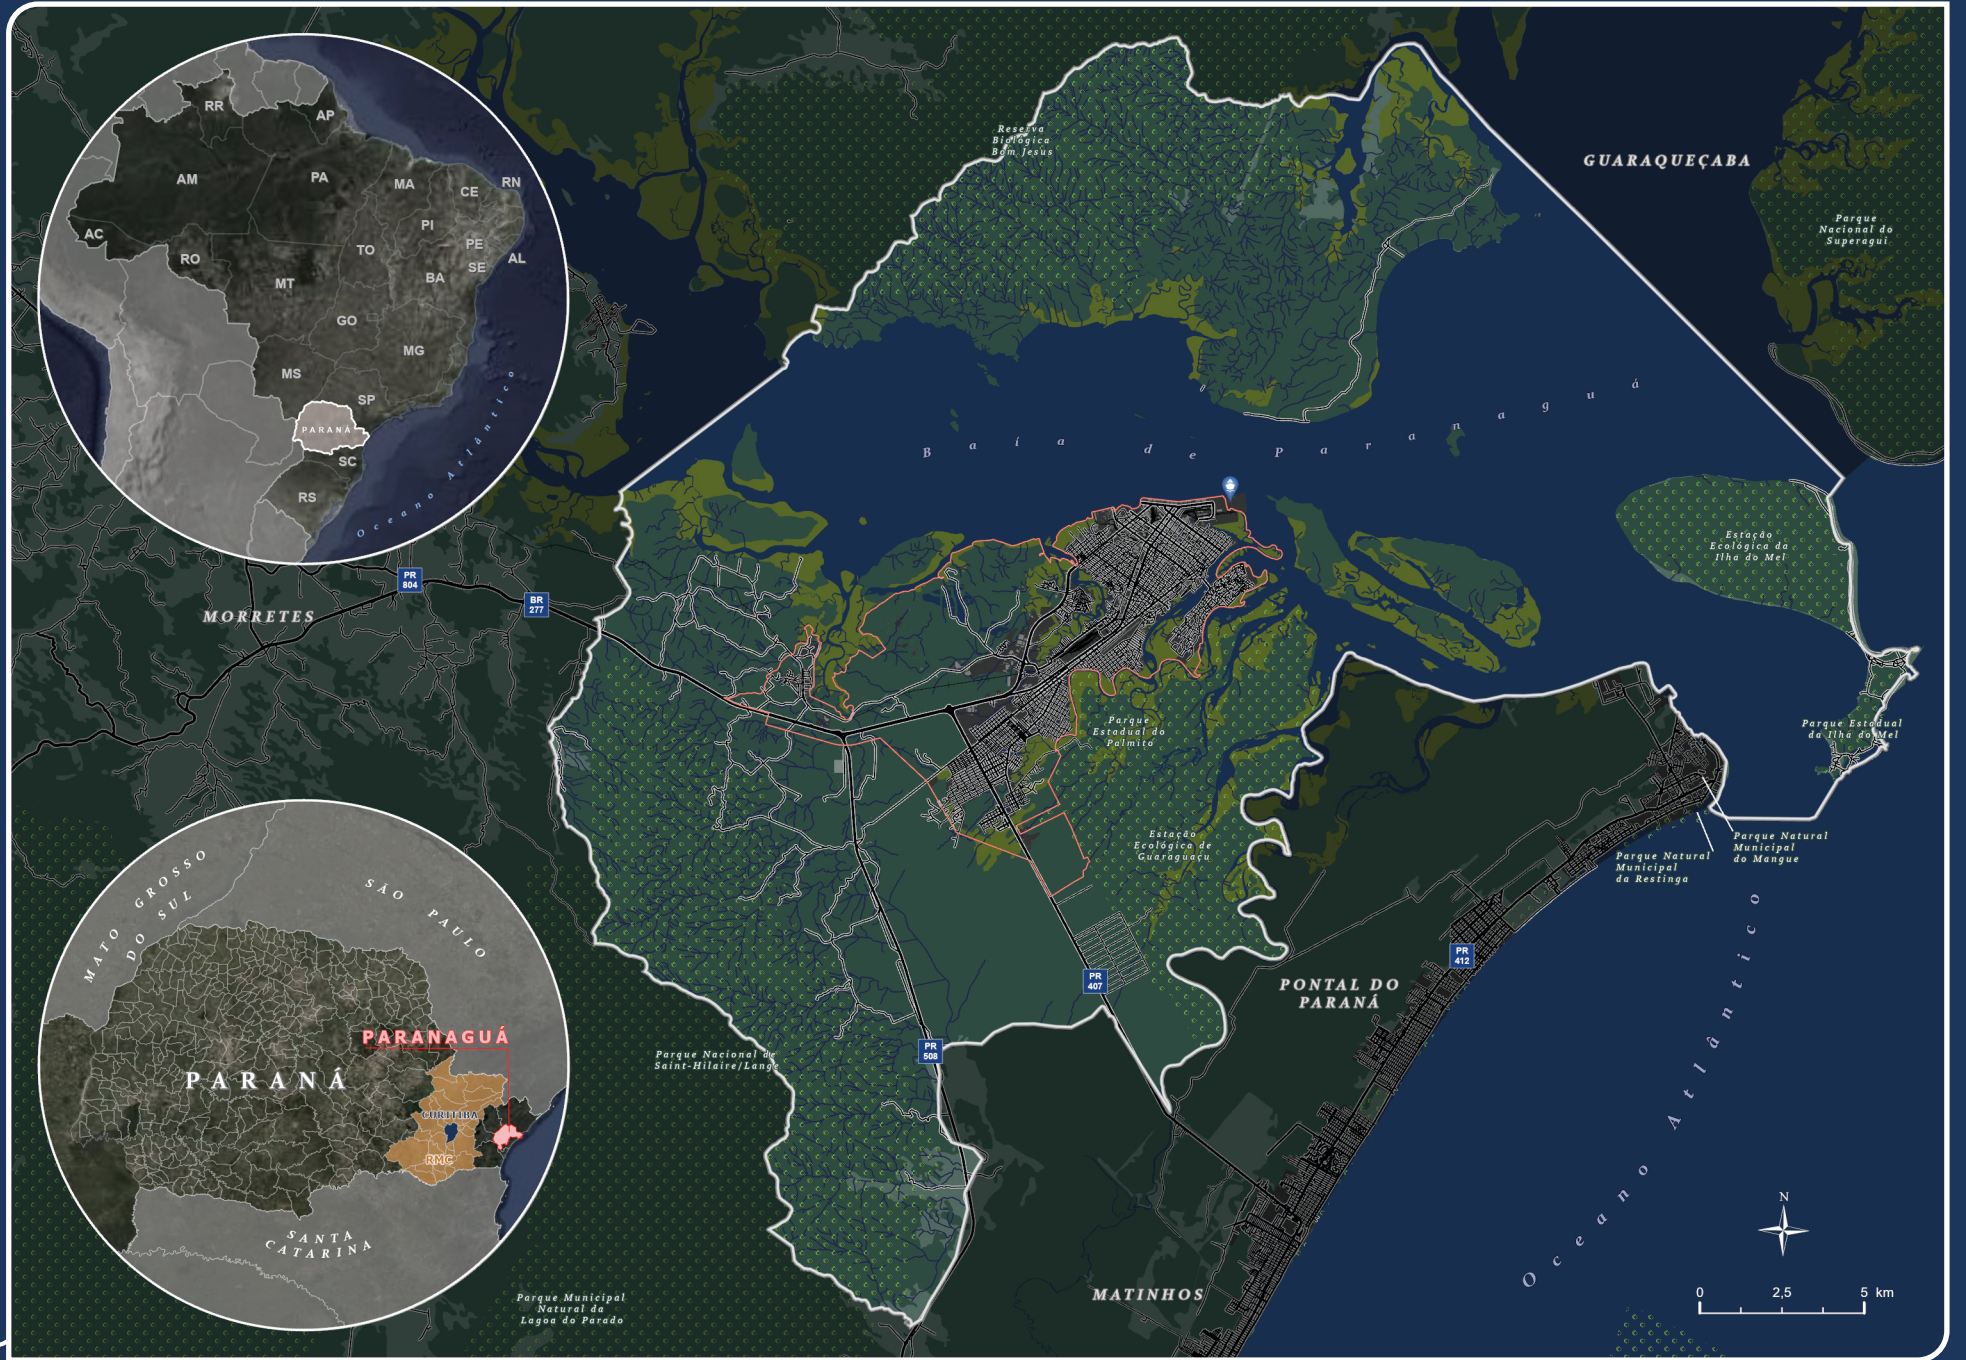 RR
AP
AM
PA
MA
CE
RN
PI
AC
TO
PE
RO
SE
AL
MT
BA
GO
MG
MS
SP
PARANÁ
SC
RS
Oceano Atlântico
Reserva
Biológica
Bom Jesus
GUARAQUEÇABA
Parque
Nacional do
Superagui
Baía de Paranaguá
Estação
Ecológica da
Ilha do Mel
PR
804
BR
277
MORRETES
Parque
Estadual do
Palmito
Parque Estadual
da Ilha do Mel
Estação
Ecológica de
Guaraguaçu
Parque Natural
Municipal
do Mangue
Parque Natural
Municipal
da Restinga
MATO GROSSO
DO SUL
SÃO PAULO
PARANAGUÁ
PARANÁ
CURITIBA
RMC
SANTA
CATARINA
PR
412
PR
407
PONTAL DO
PARANÁ
PR
508
Parque Nacional de
Saint-Hilaire/Lange
Oceano Atlântico
MATINHOS
Parque Municipal
Natural da
Lagoa do Parado
N
0 2,5 5 km